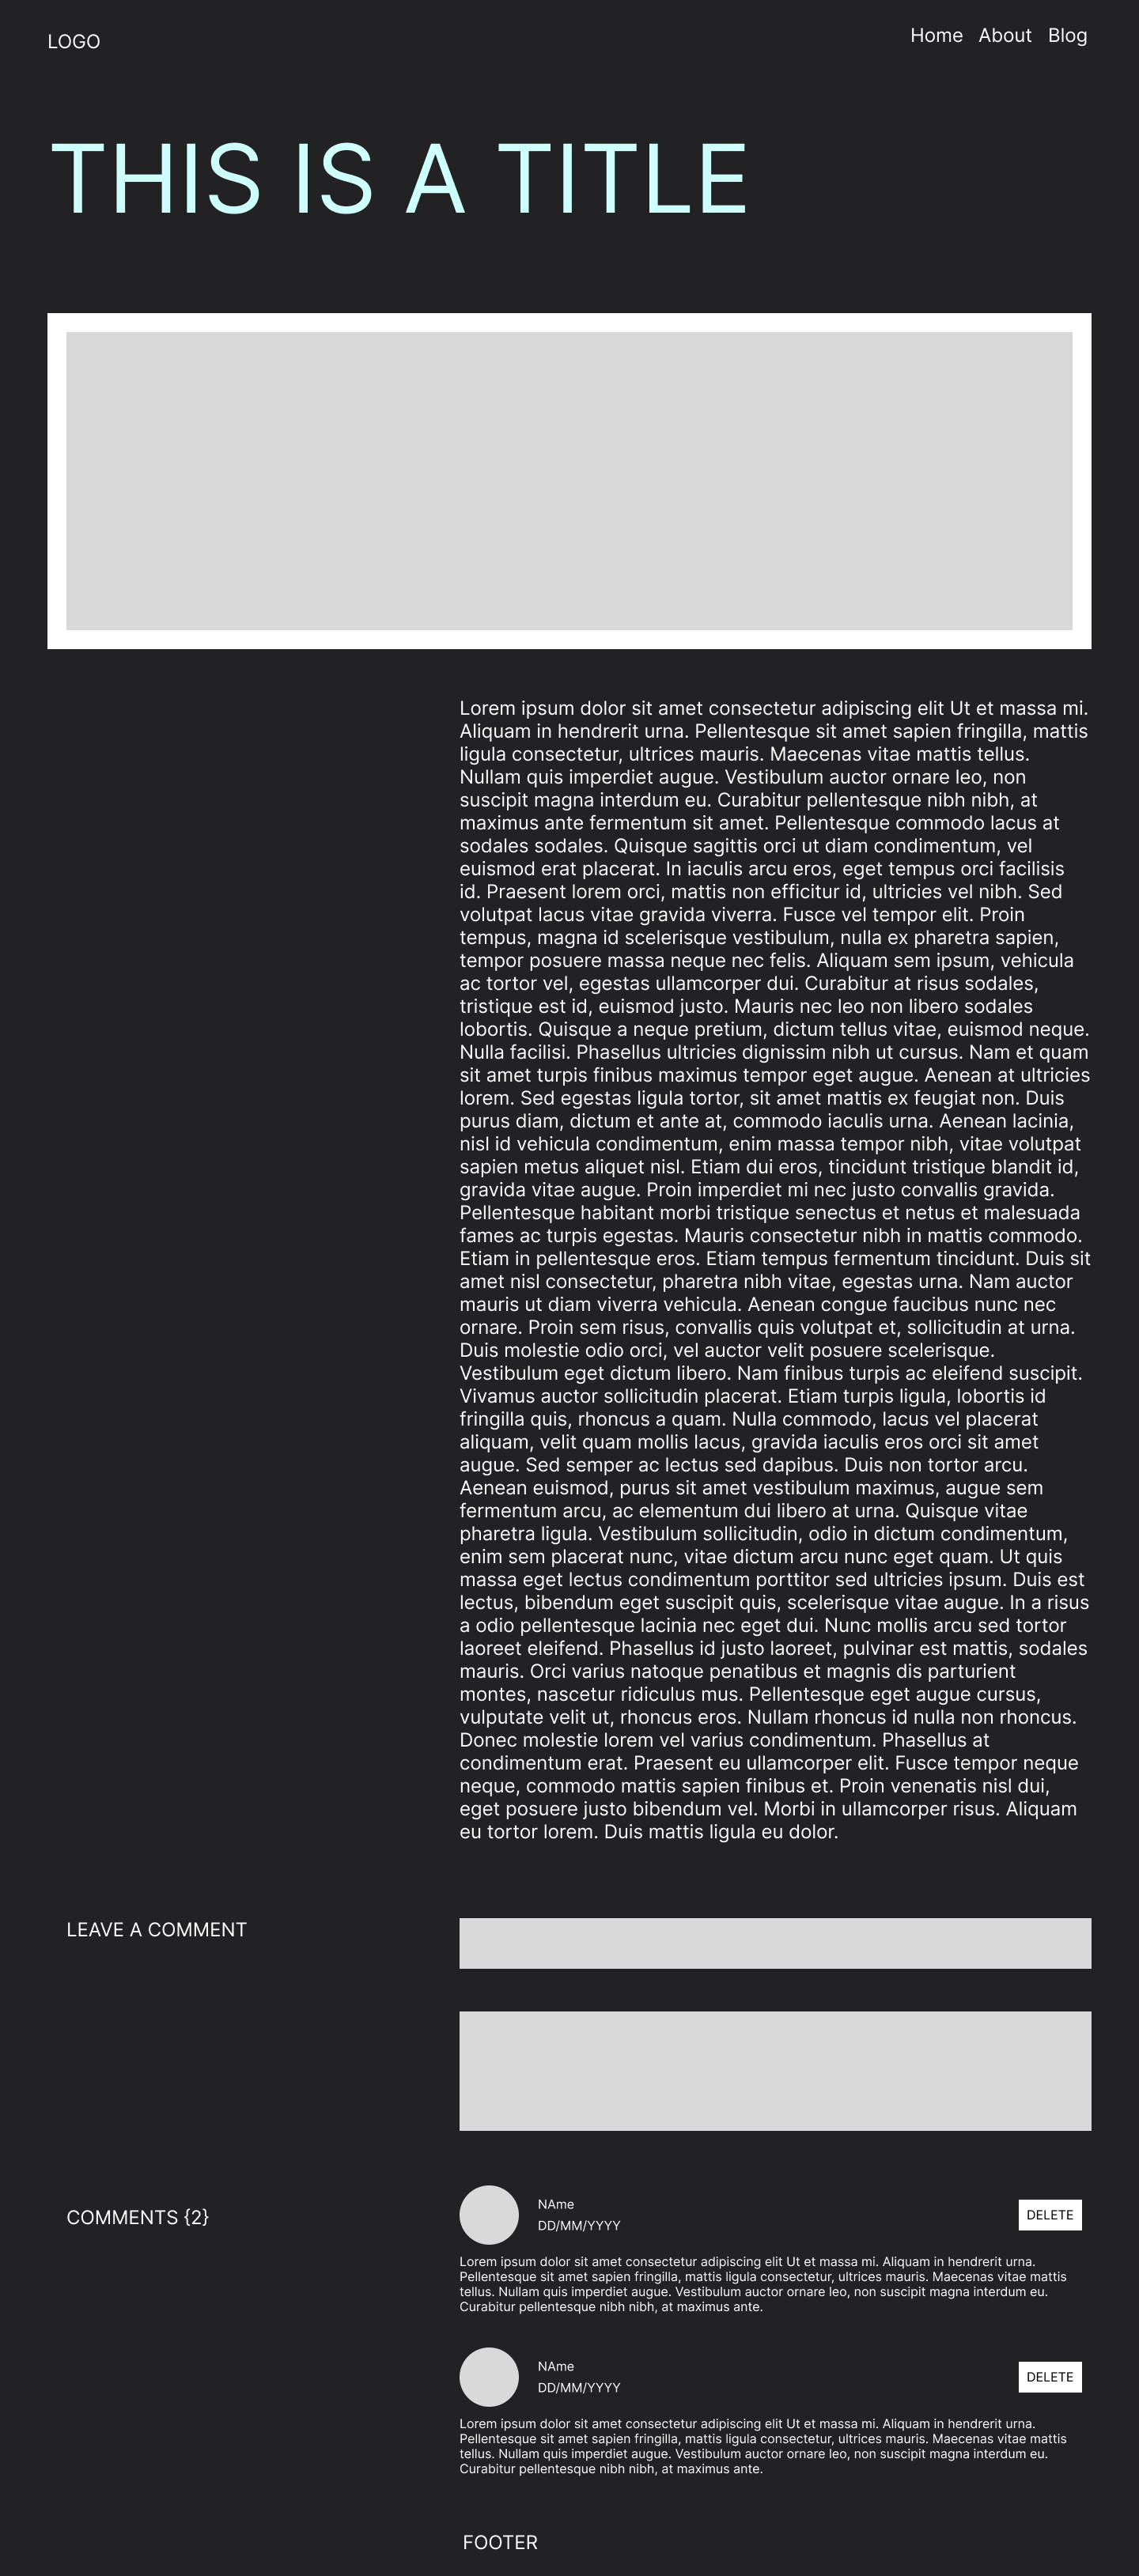 LOGO
Home About Blog
THIS IS A TITLE
Lorem ipsum dolor sit amet consectetur adipiscing elit Ut et massa mi.
Aliquam in hendrerit urna. Pellentesque sit amet sapien fringilla, mattis
ligula consectetur, ultrices mauris. Maecenas vitae mattis tellus.
Nullam quis imperdiet augue. Vestibulum auctor ornare leo, non
suscipit magna interdum eu. Curabitur pellentesque nibh nibh, at
maximus ante fermentum sit amet. Pellentesque commodo lacus at
sodales sodales. Quisque sagittis orci ut diam condimentum, vel
euismod erat placerat. In iaculis arcu eros, eget tempus orci facilisis
id. Praesent lorem orci, mattis non efficitur id, ultricies vel nibh. Sed
volutpat lacus vitae gravida viverra. Fusce vel tempor elit. Proin
tempus, magna id scelerisque vestibulum, nulla ex pharetra sapien,
tempor posuere massa neque nec felis. Aliquam sem ipsum, vehicula
ac tortor vel, egestas ullamcorper dui. Curabitur at risus sodales,
tristique est id, euismod justo. Mauris nec leo non libero sodales
lobortis. Quisque a neque pretium, dictum tellus vitae, euismod neque.
Nulla facilisi. Phasellus ultricies dignissim nibh ut cursus. Nam et quam
sit amet turpis finibus maximus tempor eget augue. Aenean at ultricies
lorem. Sed egestas ligula tortor, sit amet mattis ex feugiat non. Duis
purus diam, dictum et ante at, commodo iaculis urna. Aenean lacinia,
nisl id vehicula condimentum, enim massa tempor nibh, vitae volutpat
sapien metus aliquet nisl. Etiam dui eros, tincidunt tristique blandit id,
gravida vitae augue. Proin imperdiet mi nec justo convallis gravida.
Pellentesque habitant morbi tristique senectus et netus et malesuada
fames ac turpis egestas. Mauris consectetur nibh in mattis commodo.
Etiam in pellentesque eros. Etiam tempus fermentum tincidunt. Duis sit
amet nisl consectetur, pharetra nibh vitae, egestas urna. Nam auctor
mauris ut diam viverra vehicula. Aenean congue faucibus nunc nec
ornare. Proin sem risus, convallis quis volutpat et, sollicitudin at urna.
Duis molestie odio orci, vel auctor velit posuere scelerisque.
Vestibulum eget dictum libero. Nam finibus turpis ac eleifend suscipit.
Vivamus auctor sollicitudin placerat. Etiam turpis ligula, lobortis id
fringilla quis, rhoncus a quam. Nulla commodo, lacus vel placerat
aliquam, velit quam mollis lacus, gravida iaculis eros orci sit amet
augue. Sed semper ac lectus sed dapibus. Duis non tortor arcu.
Aenean euismod, purus sit amet vestibulum maximus, augue sem
fermentum arcu, ac elementum dui libero at urna. Quisque vitae
pharetra ligula. Vestibulum sollicitudin, odio in dictum condimentum,
enim sem placerat nunc, vitae dictum arcu nunc eget quam. Ut quis
massa eget lectus condimentum porttitor sed ultricies ipsum. Duis est
lectus, bibendum eget suscipit quis, scelerisque vitae augue. In a risus
a odio pellentesque lacinia nec eget dui. Nunc mollis arcu sed tortor
laoreet eleifend. Phasellus id justo laoreet, pulvinar est mattis, sodales
mauris. Orci varius natoque penatibus et magnis dis parturient
montes, nascetur ridiculus mus. Pellentesque eget augue cursus,
vulputate velit ut, rhoncus eros. Nullam rhoncus id nulla non rhoncus.
Donec molestie lorem vel varius condimentum. Phasellus at
condimentum erat. Praesent eu ullamcorper elit. Fusce tempor neque
neque, commodo mattis sapien finibus et. Proin venenatis nisl dui,
eget posuere justo bibendum vel. Morbi in ullamcorper risus. Aliquam
eu tortor lorem. Duis mattis ligula eu dolor.
LEAVE A COMMENT
COMMENTS {2}
NAme
DD/MM/YYYY
DELETE
Lorem ipsum dolor sit amet consectetur adipiscing elit Ut et massa mi. Aliquam in hendrerit urna.
Pellentesque sit amet sapien fringilla, mattis ligula consectetur, ultrices mauris. Maecenas vitae mattis
tellus. Nullam quis imperdiet augue. Vestibulum auctor ornare leo, non suscipit magna interdum eu.
Curabitur pellentesque nibh nibh, at maximus ante.
NAme
DD/MM/YYYY
DELETE
Lorem ipsum dolor sit amet consectetur adipiscing elit Ut et massa mi. Aliquam in hendrerit urna.
Pellentesque sit amet sapien fringilla, mattis ligula consectetur, ultrices mauris. Maecenas vitae mattis
tellus. Nullam quis imperdiet augue. Vestibulum auctor ornare leo, non suscipit magna interdum eu.
Curabitur pellentesque nibh nibh, at maximus ante.
FOOTER